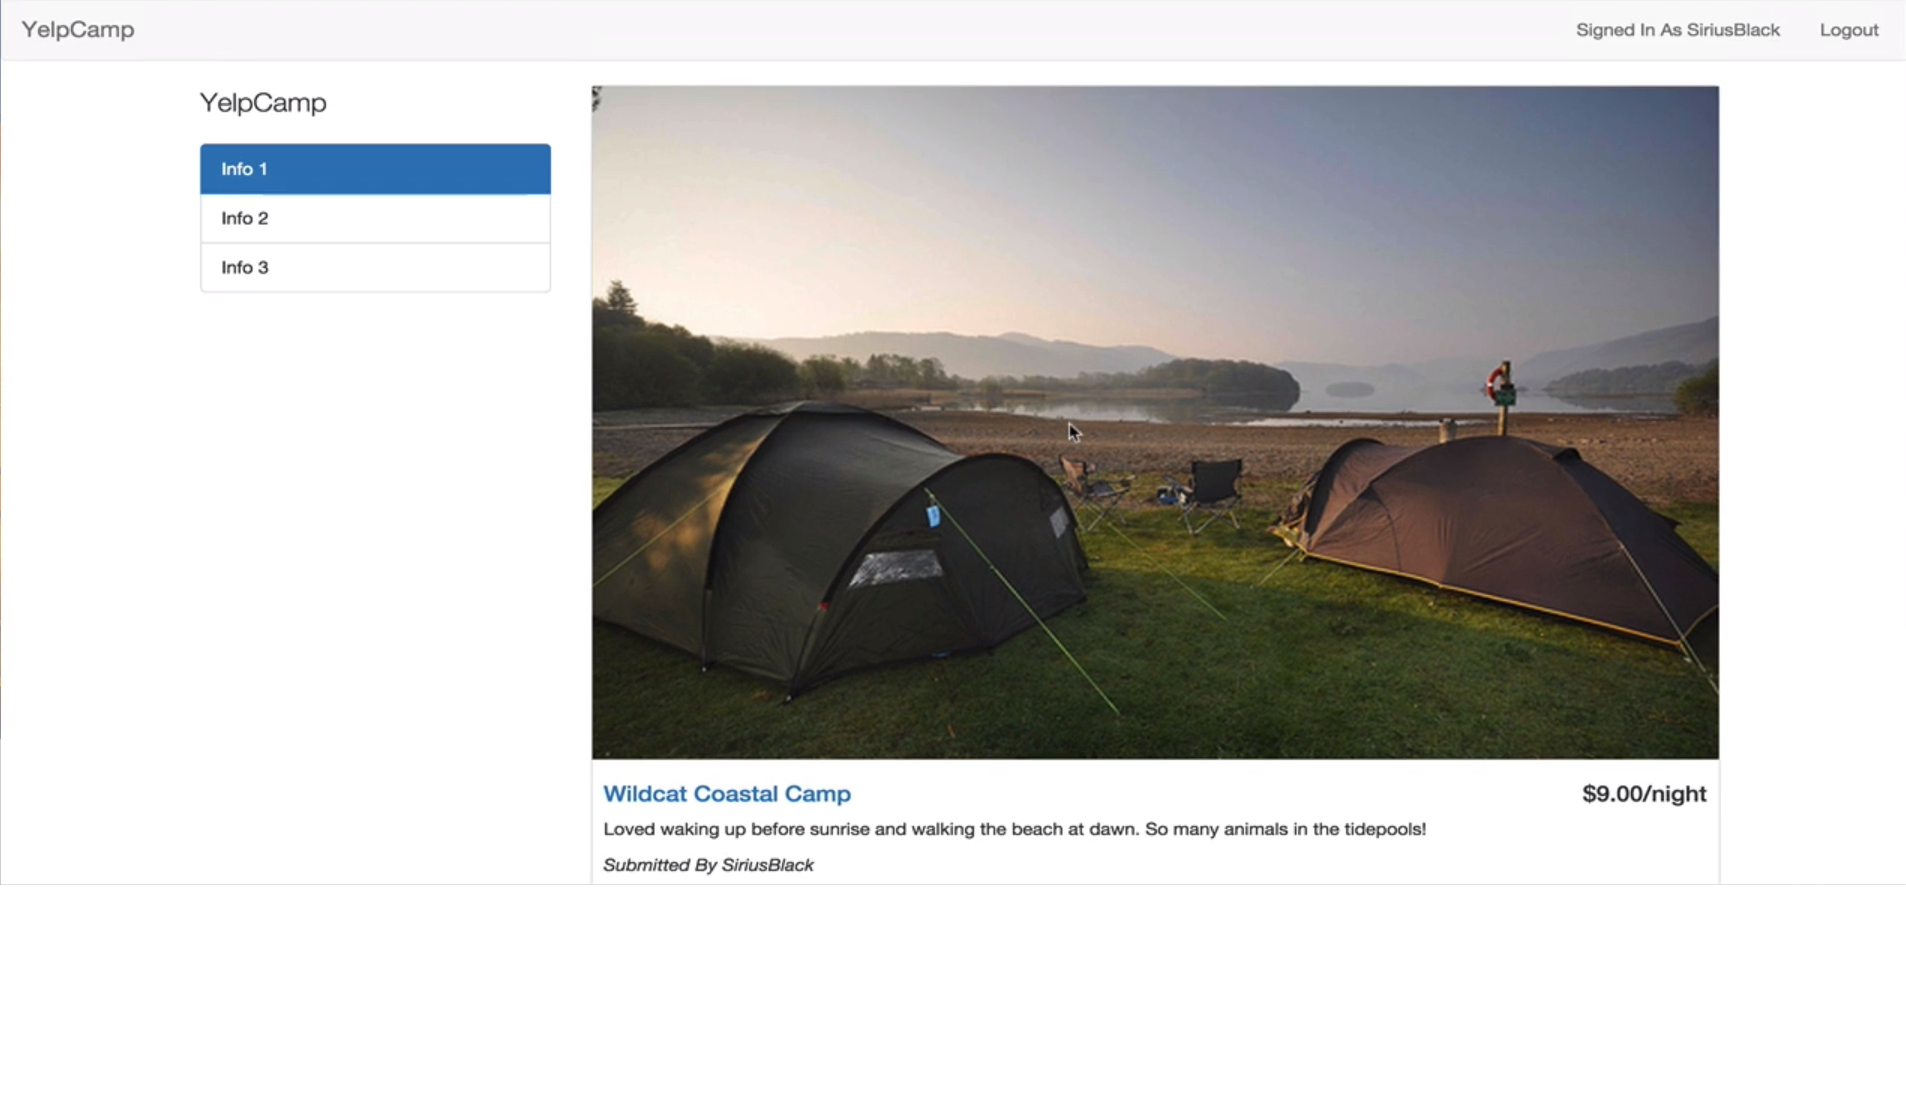 YelpCamp
Signed In As SiriusBlack
Logout
YelpCamp
Info 1
Info 2
Info 3
Wildcat Coastal Camp
$9.00/night
Loved waking up before sunrise and walking the beach at dawn. So many animals in the tidepools!
Submitted By SiriusBlack